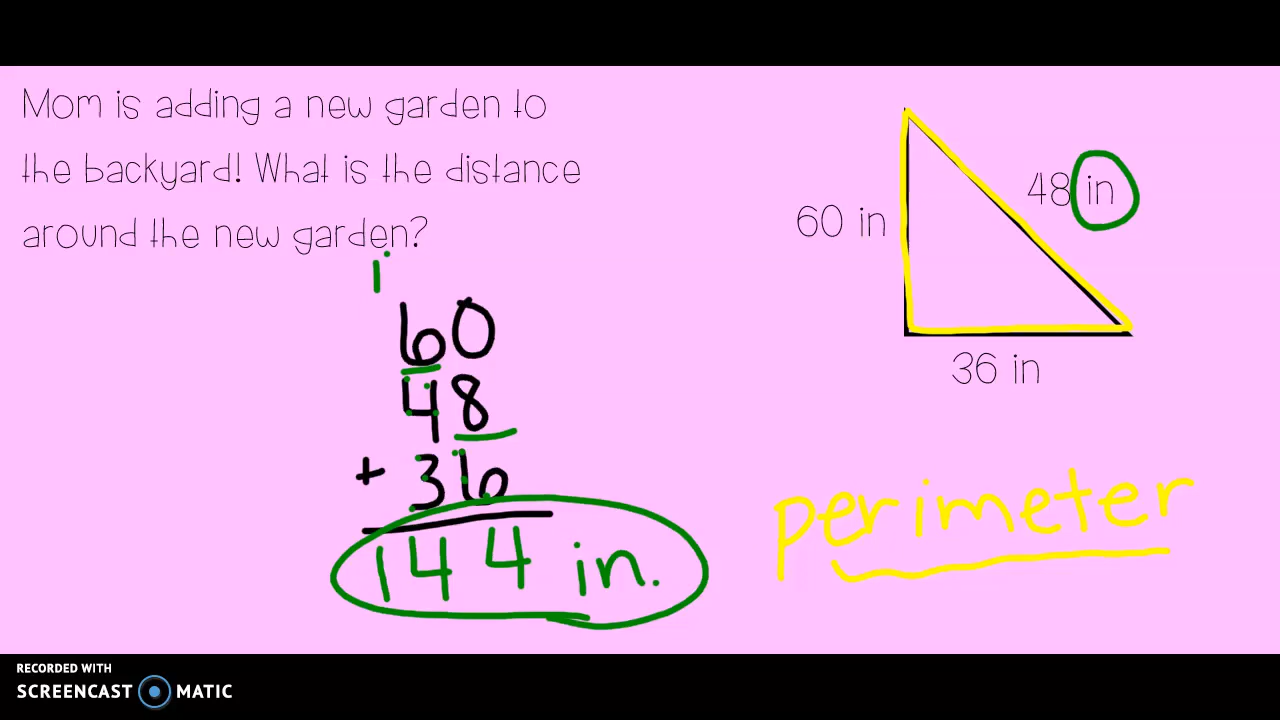 Mom is adding a new garden to
the backyard! What is the distance
around the new garden?
48 in
60 in
36 in
1
60
48
+ 36
144 in.
perimeter
RECORDED WITH
SCREENCAST MATIC